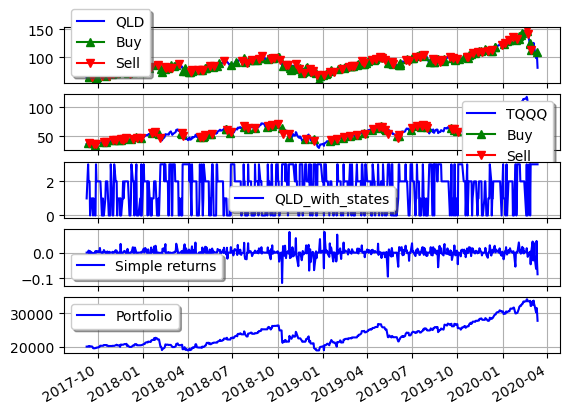 QLD
Buy
Sell
150
100
TQQQ
Buy
Sell
100
50
QLD_with_states
2
0
Simple returns
0.0
−0.1
Portfolio
30000
20000
2017-10
2018-01
2018-04
2018-07
2018-10
2019-01
2019-04
2019-07
2019-10
2020-01
2020-04